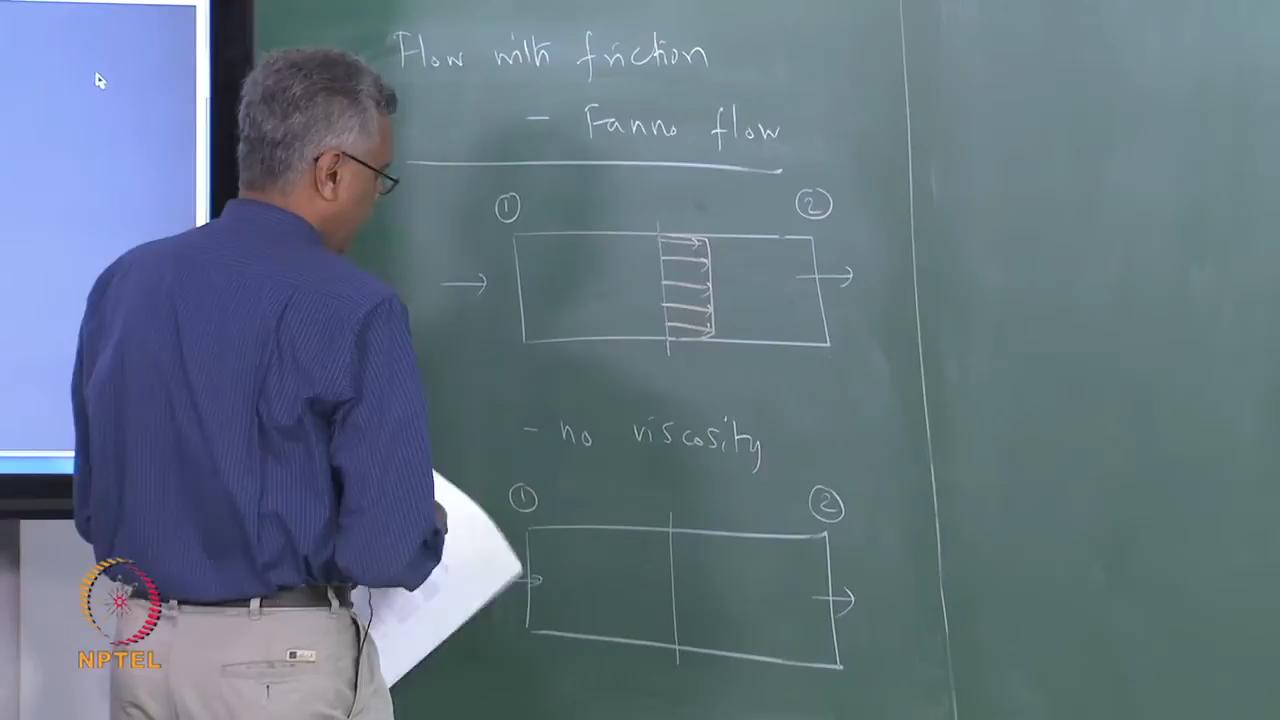 Flow with friction
- Fanno flow
1 2
- no viscosity
1 2
NPTEL